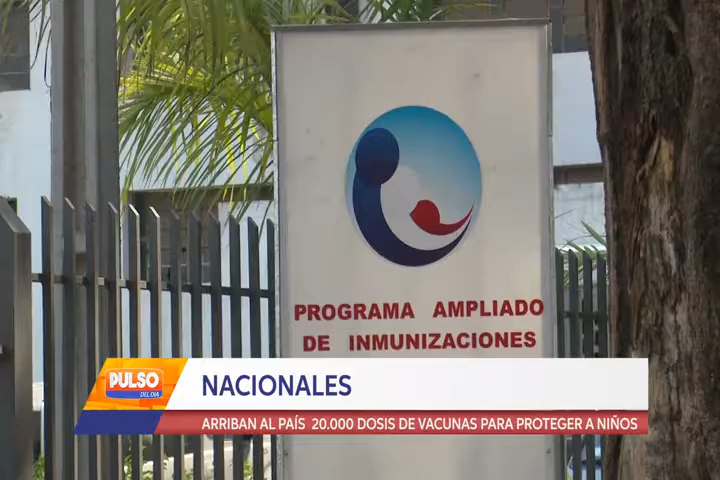 PROGRAMA AMPLIADO
DE INMUNIZACIONES
PULSO
DEL DIA
NACIONALES
ARRIBAN AL PAÍS 20.000 DOSIS DE VACUNAS PARA PROTEGER A NIÑOS